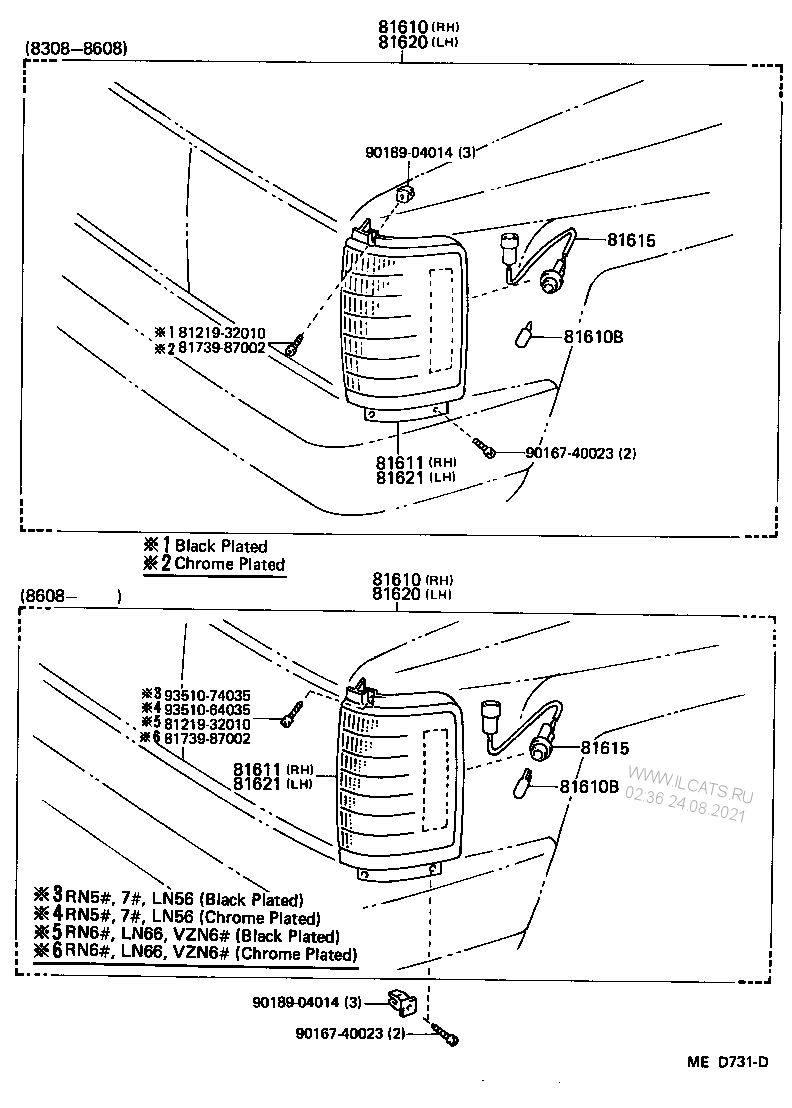 81610 (RH)
81620 (LH)
(8308-8608)
90189-04014 (3)
81615
※1 81219-32010
※2 81739-87002
81610B
81611 (RH)
81621 (LH)
90167-40023 (2)
※1 Black Plated
※2 Chrome Plated
81610 (RH)
81620 (LH)
(8608- )
※3 93510-74035
※4 93510-64035
※5 81219-32010
※6 81739-87002
81615
81611 (RH)
81621 (LH)
81610B
WWW.ILCATS.RU
02:36 24.08.2021
※3 RN5#, 7#, LN56 (Black Plated)
※4 RN5#, 7#, LN56 (Chrome Plated)
※5 RN6#, LN66, VZN6# (Black Plated)
※6 RN6#, LN66, VZN6# (Chrome Plated)
90189-04014 (3)
90167-40023 (2)
ME D731-D